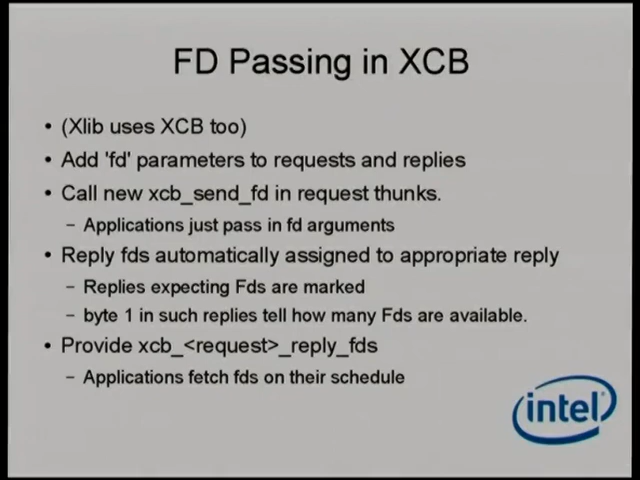 FD Passing in XCB
• (Xlib uses XCB too)
• Add 'fd' parameters to requests and replies
• Call new xcb_send_fd in request thunks.
– Applications just pass in fd arguments
• Reply fds automatically assigned to appropriate reply
– Replies expecting Fds are marked
– byte 1 in such replies tell how many Fds are available.
• Provide xcb_<request>_reply_fds
– Applications fetch fds on their schedule
intel